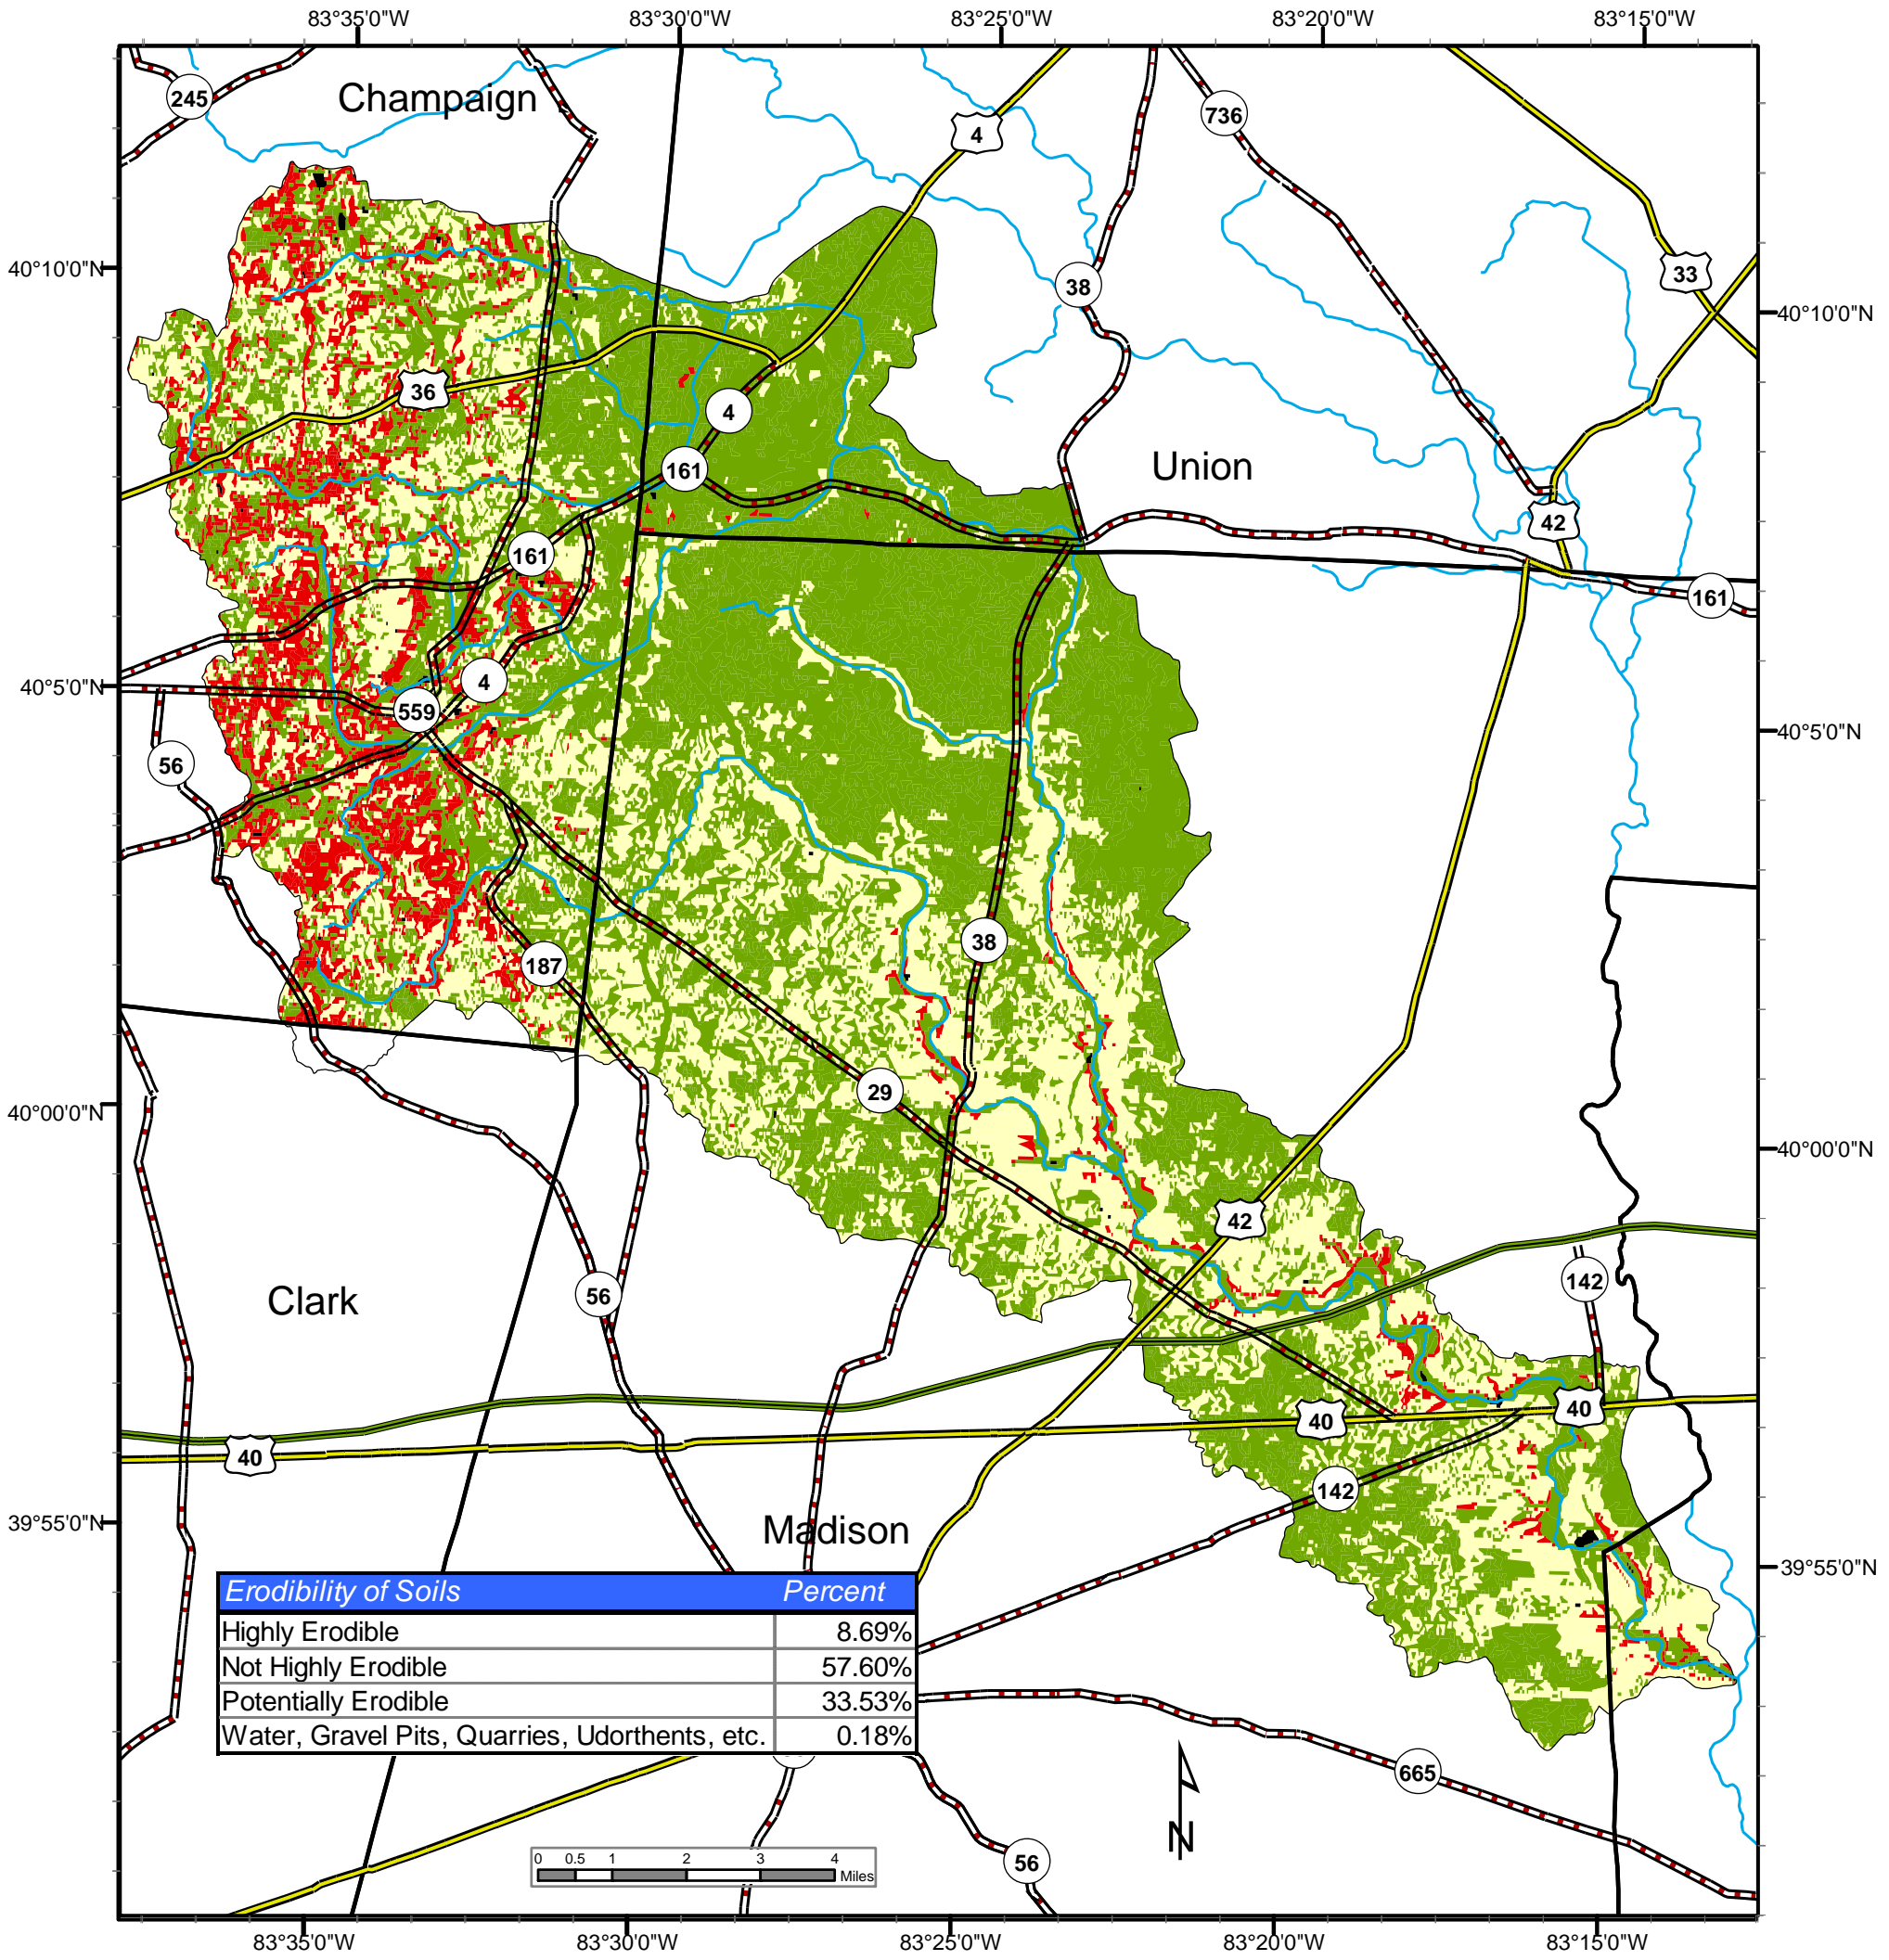 83°35'0"W 83°30'0"W 83°25'0"W 83°20'0"W 83°15'0"W
245
Champaign
4
736
40°10'0"N
33
38
40°10'0"N
36
4
161
Union
42
161
161
4
40°5'0"N
559
40°5'0"N
56
38
187
29
40°00'0"N
40°00'0"N
42
142
Clark
56
40
40
40
142
39°55'0"N
Madison
39°55'0"N
Erodibility of Soils Percent
Highly Erodible 8.69%
Not Highly Erodible 57.60%
Potentially Erodible 33.53%
Water, Gravel Pits, Quarries, Udorthents, etc. 0.18%
665
N
56
0 0.5 1 2 3 4
Miles
83°35'0"W 83°30'0"W 83°25'0"W 83°20'0"W 83°15'0"W